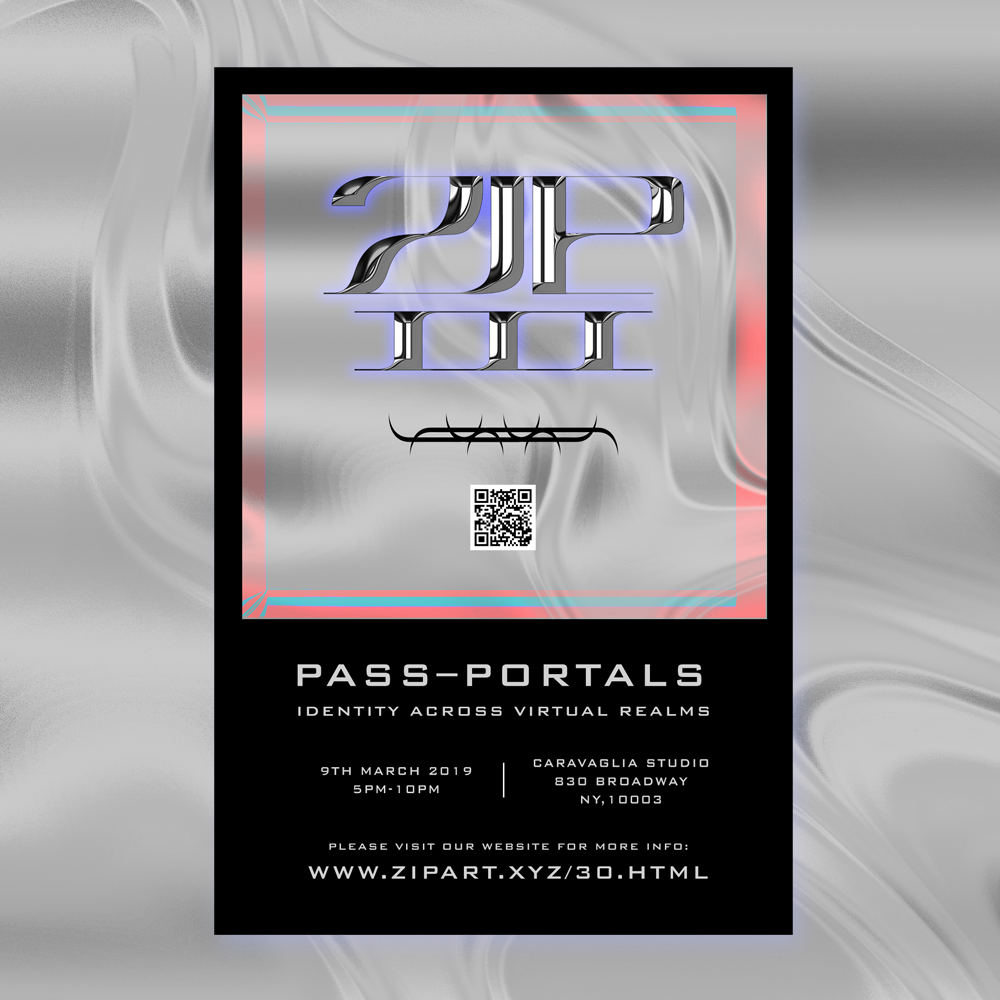 ZIP
III
PASS-PORTALS
IDENTITY ACROSS VIRTUAL REALMS
9TH MARCH 2019
5PM-10PM
CARAVAGLIA STUDIO
830 BROADWAY
NY,10003
PLEASE VISIT OUR WEBSITE FOR MORE INFO:
WWW.ZIPART.XYZ/30.HTML